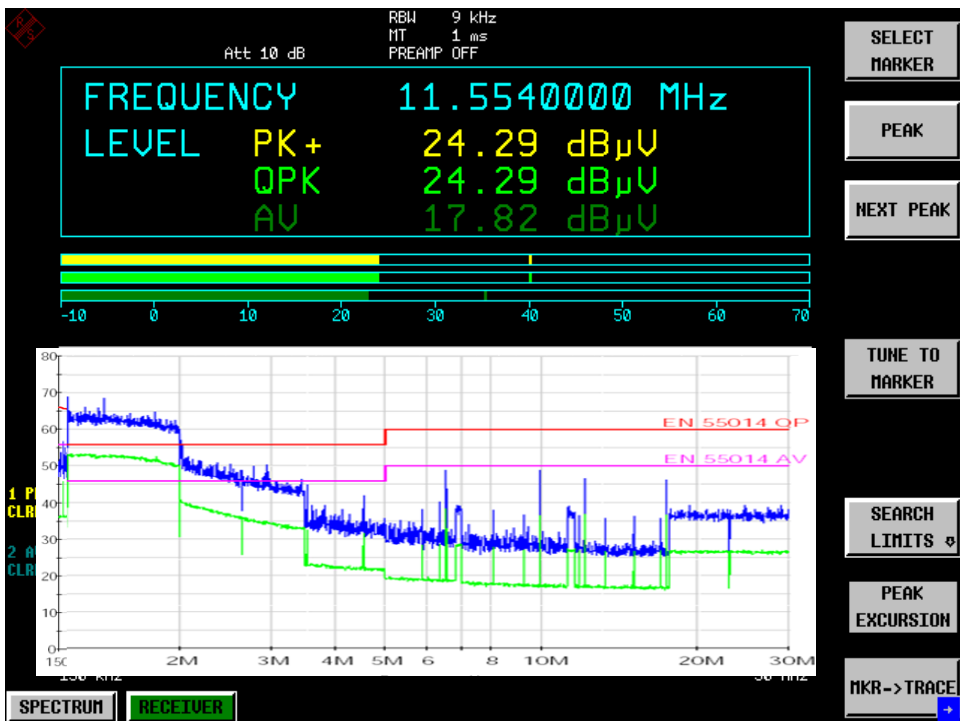 RBW 9 kHz
MT 1 ms
Att 10 dB PREAMP OFF
FREQUENCY 11.5540000 MHz
LEVEL PK+ 24.29 dBµV
QPK 24.29 dBµV
AV 17.82 dBµV
-10 0 10 20 30 40 50 60 70
80
70
60
50
40
30
20
10
0
EN 55014 QP
EN 55014 AV
2M 3M 4M 5M 6 8 10M 20M 30M
150 kHz
SPECTRUM RECEIVER
SELECT
MARKER
PEAK
NEXT PEAK
TUNE TO
MARKER
SEARCH
LIMITS
PEAK
EXCURSION
MKR->TRACE